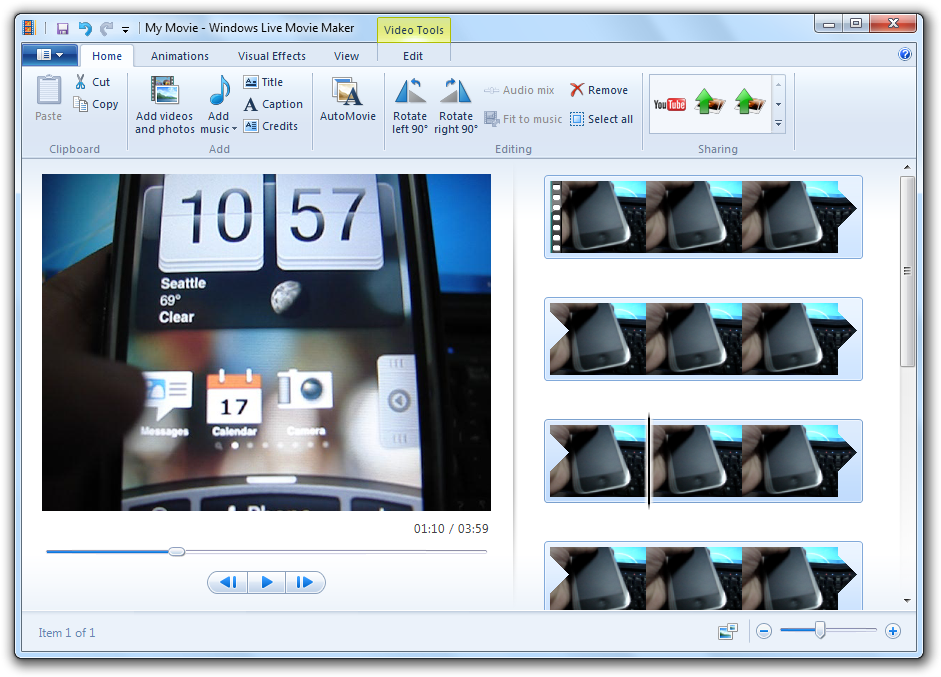 My Movie - Windows Live Movie Maker
Video Tools
Home
Animations
Visual Effects
View
Edit
Paste
Cut
Copy
Clipboard
Add videos
and photos
Add
music
Title
Caption
Credits
Add
AutoMovie
Rotate
left 90°
Rotate
right 90°
Audio mix
Fit to music
Remove
Select all
Editing
YouTube
Sharing
10 57
Seattle
69°
Clear
17
Messages
Calendar
Camera
Phone
01:10 / 03:59
Item 1 of 1